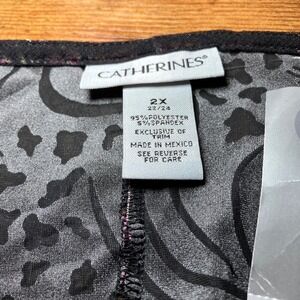 CATHERINES®
2X
22/24
95% POLYESTER
5% SPANDEX
EXCLUSIVE OF
TRIM
MADE IN MEXICO
SEE REVERSE
FOR CARE